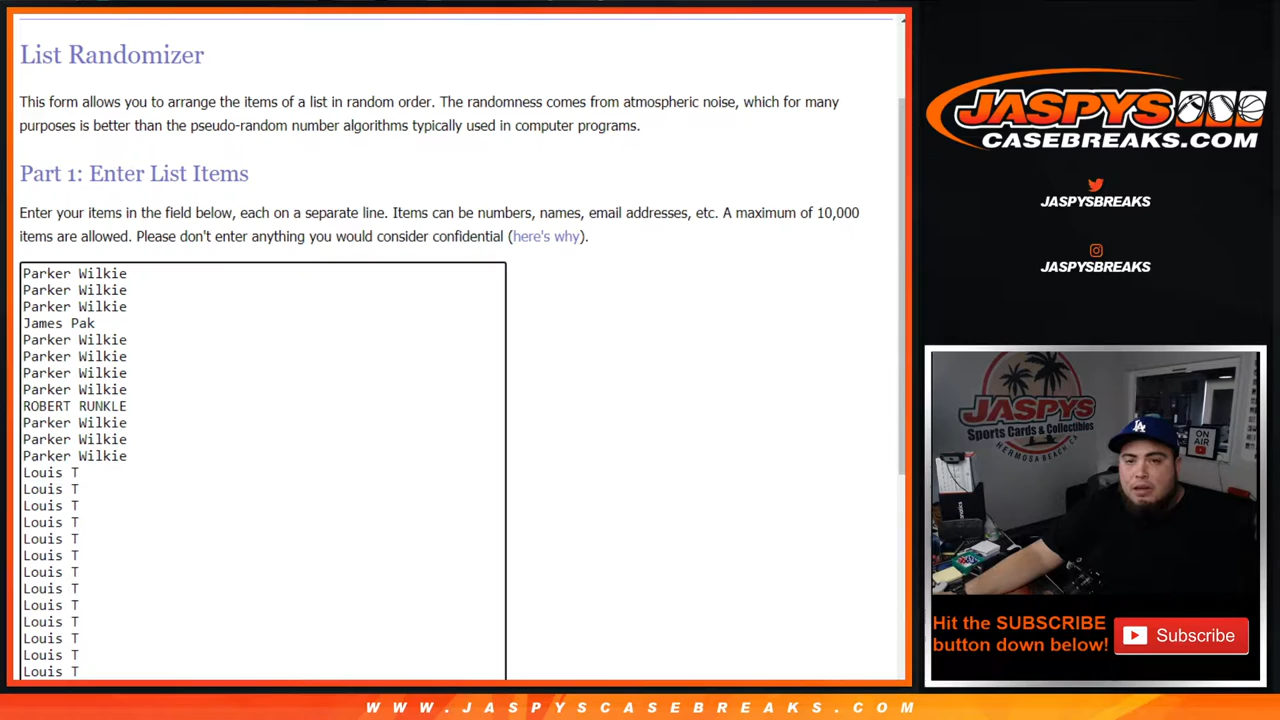 List Randomizer
This form allows you to arrange the items of a list in random order. The randomness comes from atmospheric noise, which for many
purposes is better than the pseudo-random number algorithms typically used in computer programs.
Part 1: Enter List Items
Enter your items in the field below, each on a separate line. Items can be numbers, names, email addresses, etc. A maximum of 10,000
items are allowed. Please don't enter anything you would consider confidential (here's why).
Parker Wilkie
Parker Wilkie
Parker Wilkie
James Pak
Parker Wilkie
Parker Wilkie
Parker Wilkie
Parker Wilkie
ROBERT RUNKLE
Parker Wilkie
Parker Wilkie
Parker Wilkie
Louis T
Louis T
Louis T
Louis T
Louis T
Louis T
Louis T
Louis T
Louis T
Louis T
Louis T
Louis T
Louis T
JASPYS
CASEBREAKS.COM
JASPYSBREAKS
JASPYSBREAKS
JASPYS
Sports Cards & Collectibles
HERMOSA BEACH, CA
ON
AIR
Hit the SUBSCRIBE
button down below!
Subscribe
WWW.JASPYSCASEBREAKS.COM